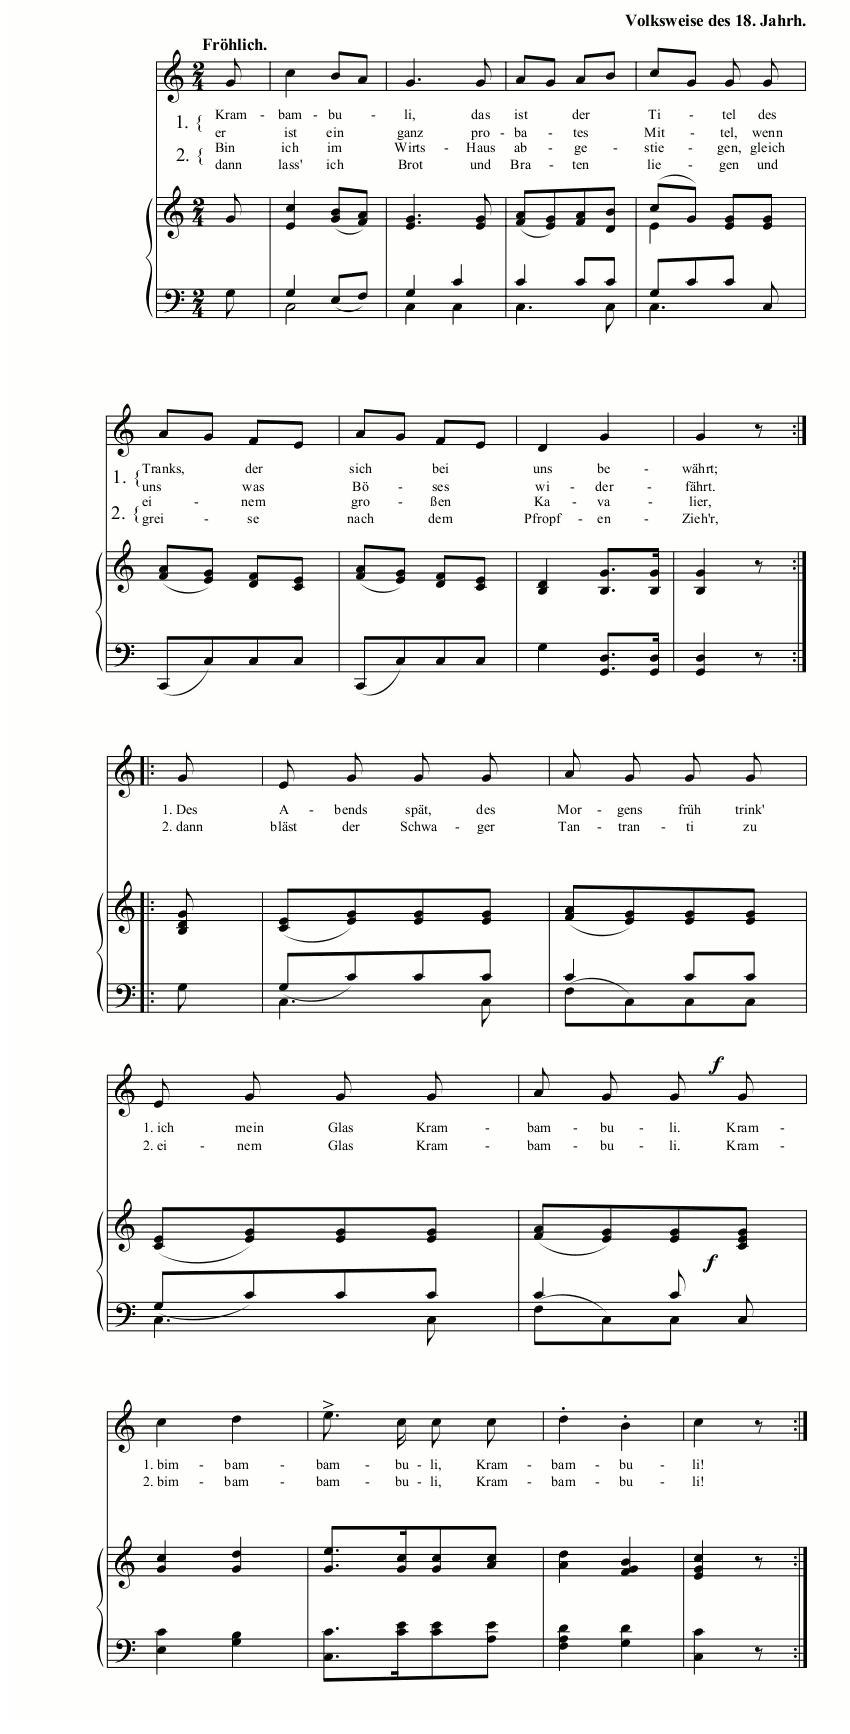 Volksweise des 18. Jahrh.
Fröhlich.
1. { Kram - bam - bu - li, das ist der Ti - tel des
er ist ein ganz pro - ba - tes Mit - tel, wenn
2. { Bin ich im Wirts - Haus ab - ge - stie - gen, gleich
dann lass' ich Brot und Bra - ten lie - gen und
1. { Tranks, der sich bei uns be - währt;
uns was Bö - ses wi - der - fährt.
2. { ei - nem gro - ßen Ka - va - lier,
grei - se nach dem Pfropf - en - Zieh'r,
1. Des A - bends spät, des Mor - gens früh trink'
2. dann bläst der Schwa - ger Tan - tran - ti zu
f
1. ich mein Glas Kram - bam - bu - li. Kram -
2. ei - nem Glas Kram - bam - bu - li. Kram -
f
1. bim - bam - bam - bu - li, Kram - bam - bu - li!
2. bim - bam - bam - bu - li, Kram - bam - bu - li!